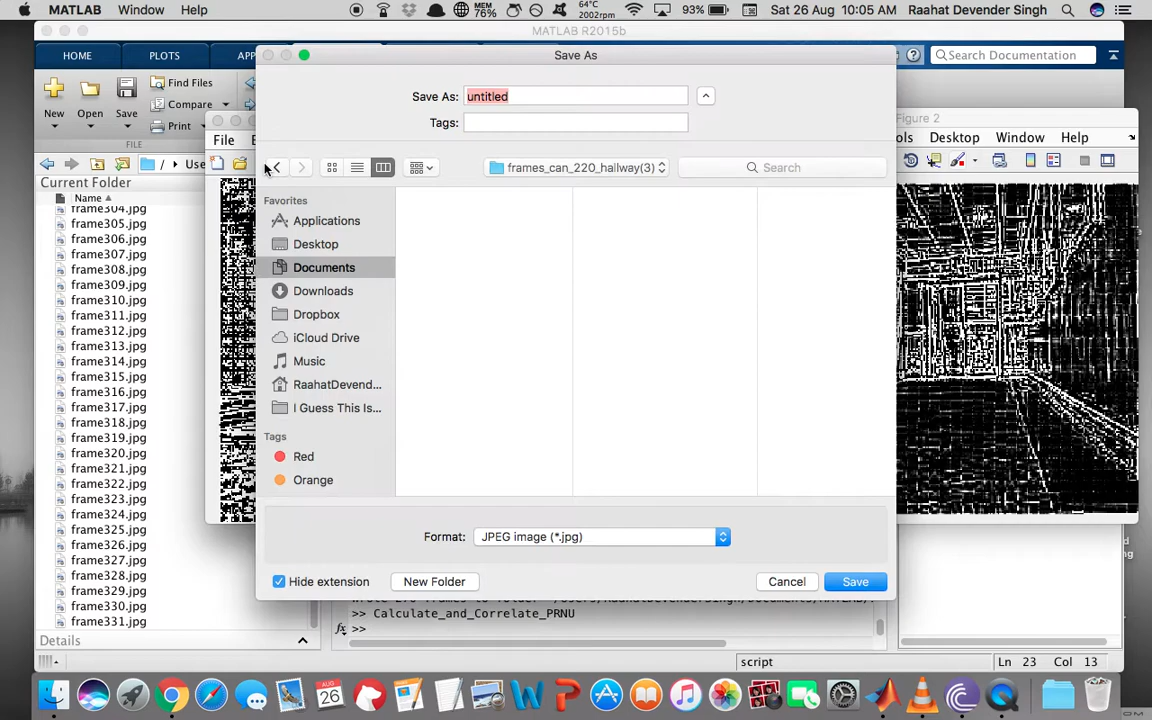 MATLAB Window Help MEM 76% 64°C 2002rpm 93% Sat 26 Aug 10:05 AM Raahat Devender Singh
MATLAB R2015b
HOME PLOTS APP Search Documentation
Save As
New Open Save Find Files Compare Print
FILE
Save As: untitled
Tags:
File
Figure 2
ols Desktop Window Help
/ Use
frames_can_220_hallway(3) Search
Current Folder
Name
frame304.jpg
frame305.jpg
frame306.jpg
frame307.jpg
frame308.jpg
frame309.jpg
frame310.jpg
frame311.jpg
frame312.jpg
frame313.jpg
frame314.jpg
frame315.jpg
frame316.jpg
frame317.jpg
frame318.jpg
frame319.jpg
frame320.jpg
frame321.jpg
frame322.jpg
frame323.jpg
frame324.jpg
frame325.jpg
frame326.jpg
frame327.jpg
frame328.jpg
frame329.jpg
frame330.jpg
frame331.jpg
Details
Favorites
Applications
Desktop
Documents
Downloads
Dropbox
iCloud Drive
Music
RaahatDevend...
I Guess This Is...
Tags
Red
Orange
Format: JPEG image (*.jpg)
Hide extension New Folder Cancel Save
>> Calculate_and_Correlate_PRNU
fx >>
script Ln 23 Col 13
AUG 26